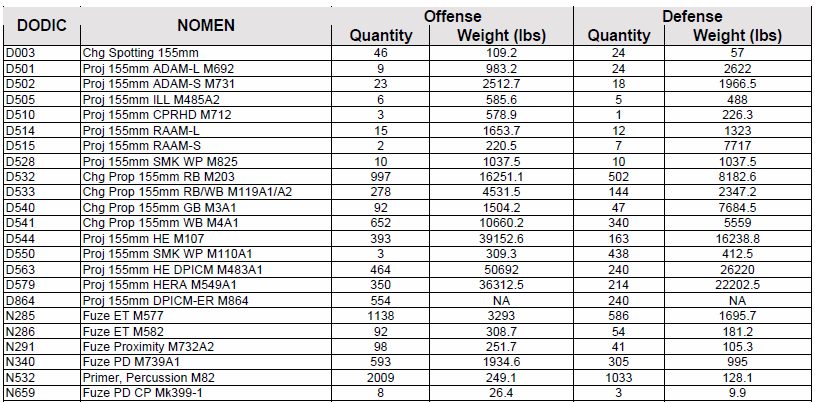 DODIC NOMEN Offense Defense
Quantity Weight (lbs) Quantity Weight (lbs)
D003 Chg Spotting 155mm 46 109.2 24 57
D501 Proj 155mm ADAM-L M692 9 983.2 24 2622
D502 Proj 155mm ADAM-S M731 23 2512.7 18 1966.5
D505 Proj 155mm ILL M485A2 6 585.6 5 488
D510 Proj 155mm CPRHD M712 3 578.9 1 226.3
D514 Proj 155mm RAAM-L 15 1653.7 12 1323
D515 Proj 155mm RAAM-S 2 220.5 7 7717
D528 Proj 155mm SMK WP M825 10 1037.5 10 1037.5
D532 Chg Prop 155mm RB M203 997 16251.1 502 8182.6
D533 Chg Prop 155mm RB/WB M119A1/A2 278 4531.5 144 2347.2
D540 Chg Prop 155mm GB M3A1 92 1504.2 47 7684.5
D541 Chg Prop 155mm WB M4A1 652 10660.2 340 5559
D544 Proj 155mm HE M107 393 39152.6 163 16238.8
D550 Proj 155mm SMK WP M110A1 3 309.3 438 412.5
D563 Proj 155mm HE DPICM M483A1 464 50692 240 26220
D579 Proj 155mm HERA M549A1 350 36312.5 214 22202.5
D864 Proj 155mm DPICM-ER M864 554 NA 240 NA
N285 Fuze ET M577 1138 3293 586 1695.7
N286 Fuze ET M582 92 308.7 54 181.2
N291 Fuze Proximity M732A2 98 251.7 41 105.3
N340 Fuze PD M739A1 593 1934.6 305 995
N532 Primer, Percussion M82 2009 249.1 1033 128.1
N659 Fuze PD CP Mk399-1 8 26.4 3 9.9